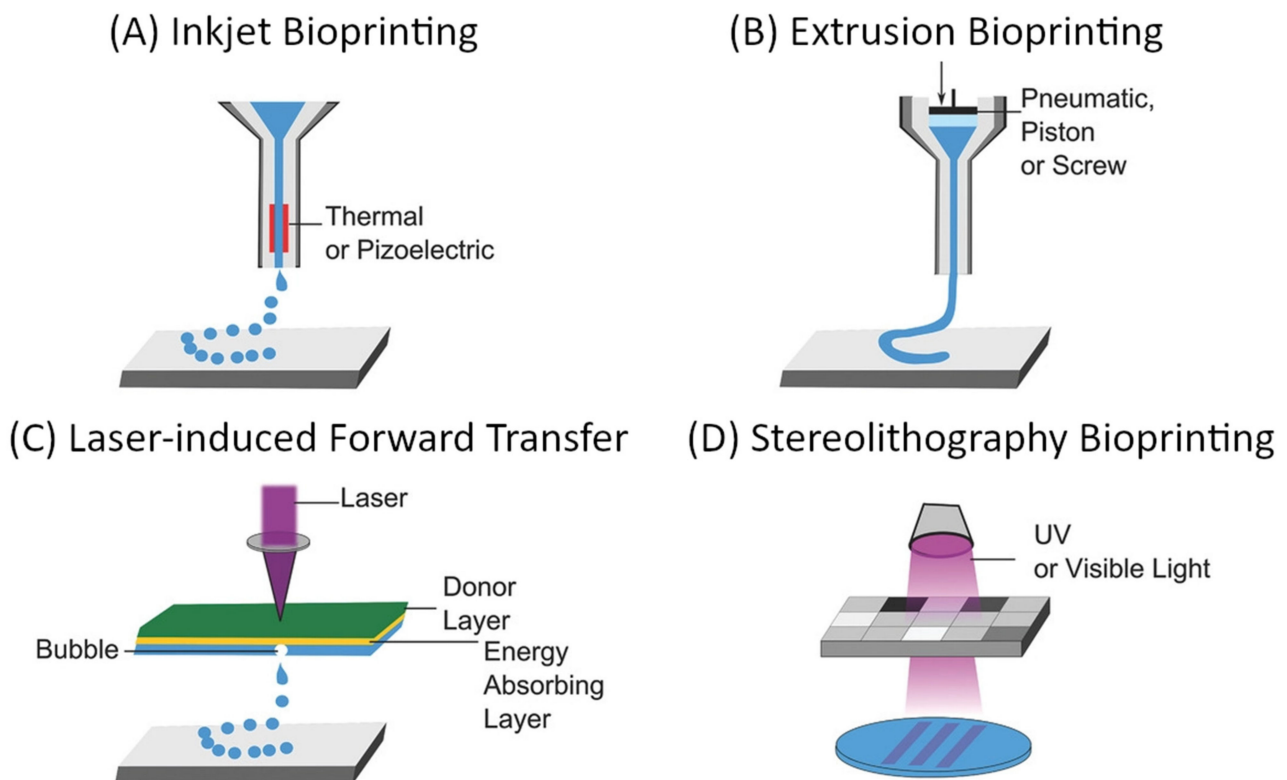 (A) Inkjet Bioprinting
Thermal
or Pizoelectric
(B) Extrusion Bioprinting
Pneumatic,
Piston
or Screw
(C) Laser-induced Forward Transfer
Laser
Donor
Layer
Bubble
Energy
Absorbing
Layer
(D) Stereolithography Bioprinting
UV
or Visible Light